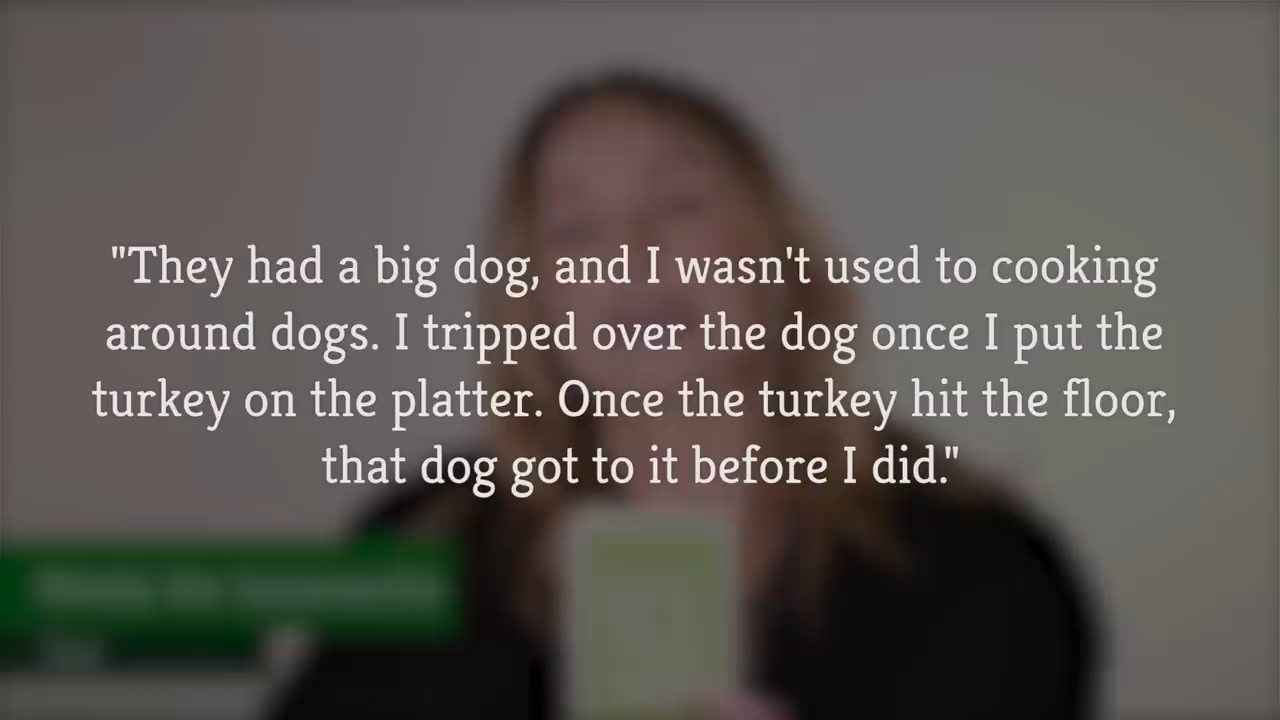 "They had a big dog, and I wasn't used to cooking
around dogs. I tripped over the dog once I put the
turkey on the platter. Once the turkey hit the floor,
that dog got to it before I did."